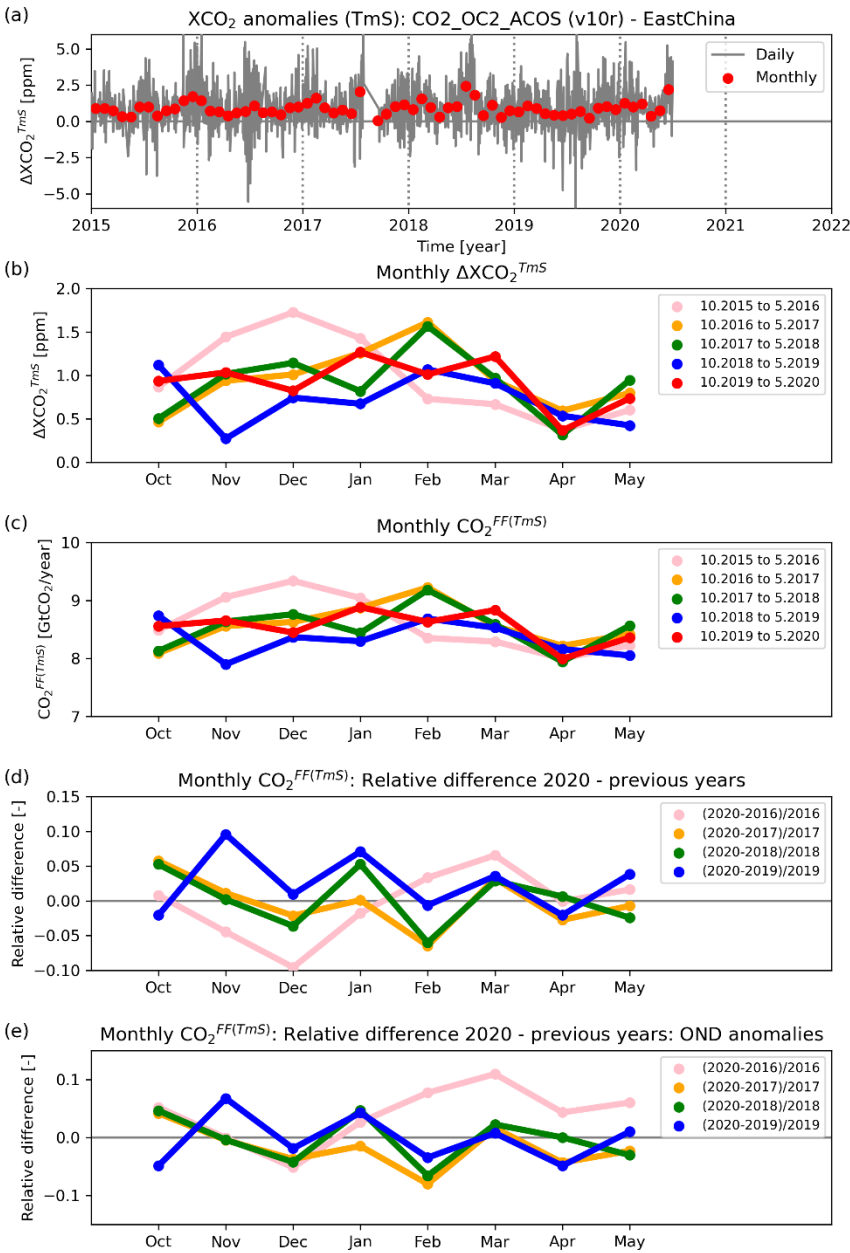 (a)
XCO₂ anomalies (TmS): CO2_OC2_ACOS (v10r) - EastChina
ΔXCO₂ᵀᵐˢ [ppm]
5.0
2.5
0.0
−2.5
−5.0
Daily
Monthly
2015 2016 2017 2018 2019 2020 2021 2022
Time [year]
(b)
Monthly ΔXCO₂ᵀᵐˢ
ΔXCO₂ᵀᵐˢ [ppm]
2.0
1.5
1.0
0.5
0.0
10.2015 to 5.2016
10.2016 to 5.2017
10.2017 to 5.2018
10.2018 to 5.2019
10.2019 to 5.2020
Oct Nov Dec Jan Feb Mar Apr May
(c)
Monthly CO₂FF(TmS)
CO₂FF(TmS) [GtCO₂/year]
10
9
8
7
10.2015 to 5.2016
10.2016 to 5.2017
10.2017 to 5.2018
10.2018 to 5.2019
10.2019 to 5.2020
Oct Nov Dec Jan Feb Mar Apr May
(d)
Monthly CO₂FF(TmS): Relative difference 2020 - previous years
Relative difference [-]
0.15
0.10
0.05
0.00
−0.05
−0.10
(2020-2016)/2016
(2020-2017)/2017
(2020-2018)/2018
(2020-2019)/2019
Oct Nov Dec Jan Feb Mar Apr May
(e)
Monthly CO₂FF(TmS): Relative difference 2020 - previous years: OND anomalies
Relative difference [-]
0.1
0.0
−0.1
(2020-2016)/2016
(2020-2017)/2017
(2020-2018)/2018
(2020-2019)/2019
Oct Nov Dec Jan Feb Mar Apr May